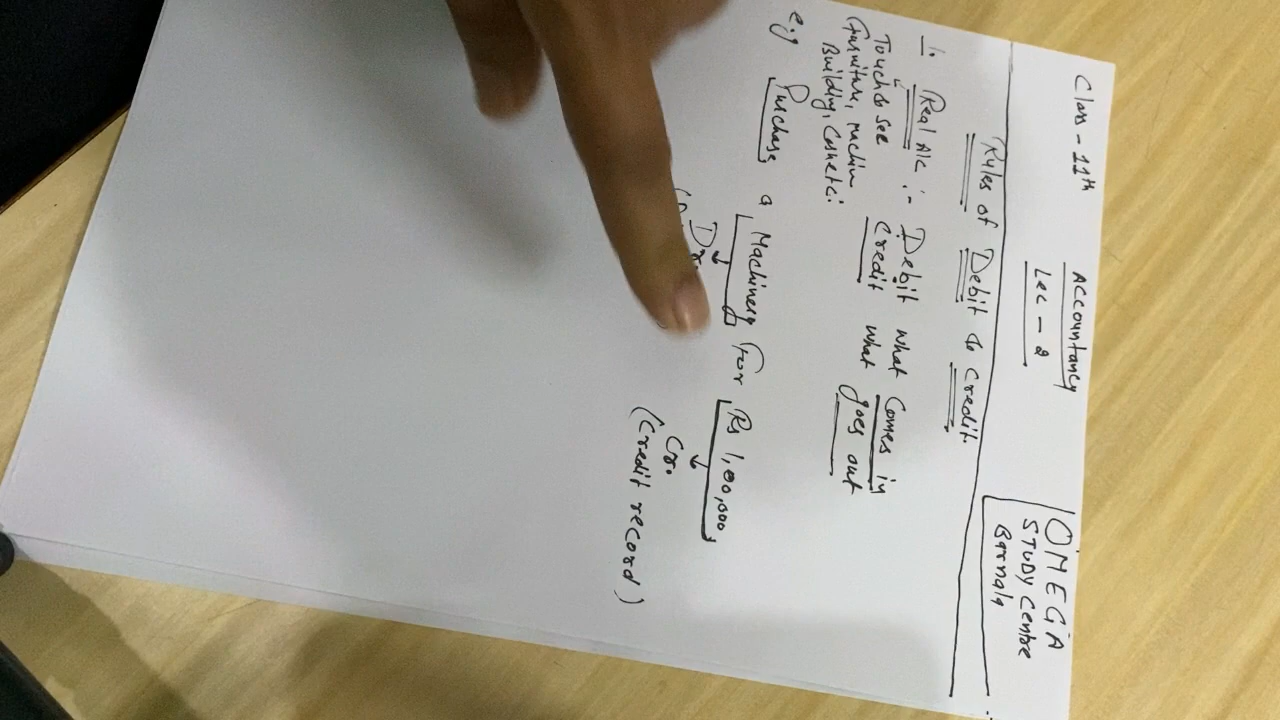 Class - 11th
ACCountancy
Lec - 2
OMEGA
STUDY Centre
Barnala
Rules of Debit & Credit
1. Real A/c :- Debit what Comes in
Touch & see Credit what goes out
(furniture, machine
Building, Cash etc.
e.g Purchase a Machinery for Rs 1,00,000,
Dr. Cr.
(Credit record)